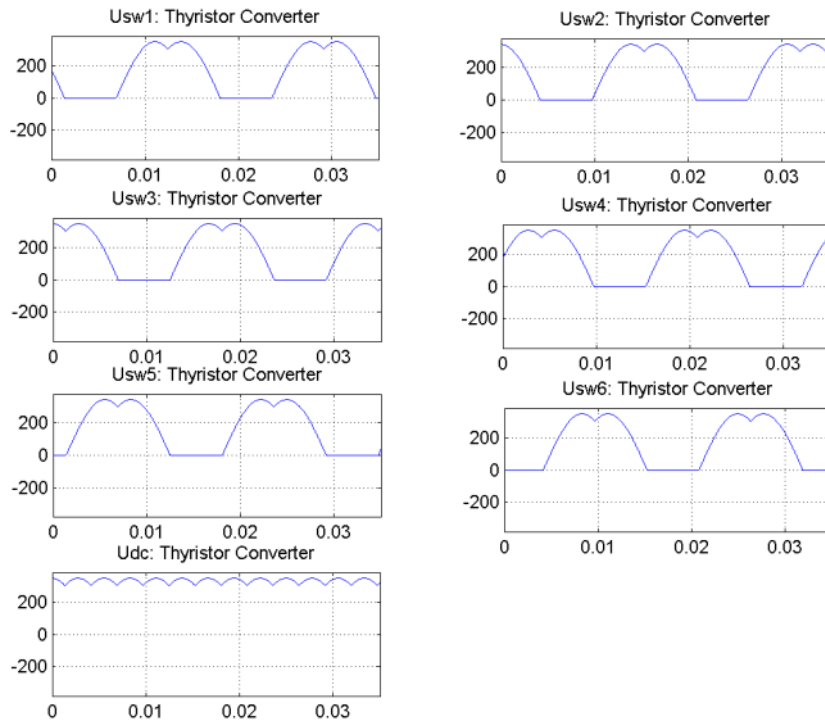 Usw1: Thyristor Converter
200
0
-200
0 0.01 0.02 0.03
Usw2: Thyristor Converter
200
0
-200
0 0.01 0.02 0.03
Usw3: Thyristor Converter
200
0
-200
0 0.01 0.02 0.03
Usw4: Thyristor Converter
200
0
-200
0 0.01 0.02 0.03
Usw5: Thyristor Converter
200
0
-200
0 0.01 0.02 0.03
Usw6: Thyristor Converter
200
0
-200
0 0.01 0.02 0.03
Udc: Thyristor Converter
200
0
-200
0 0.01 0.02 0.03